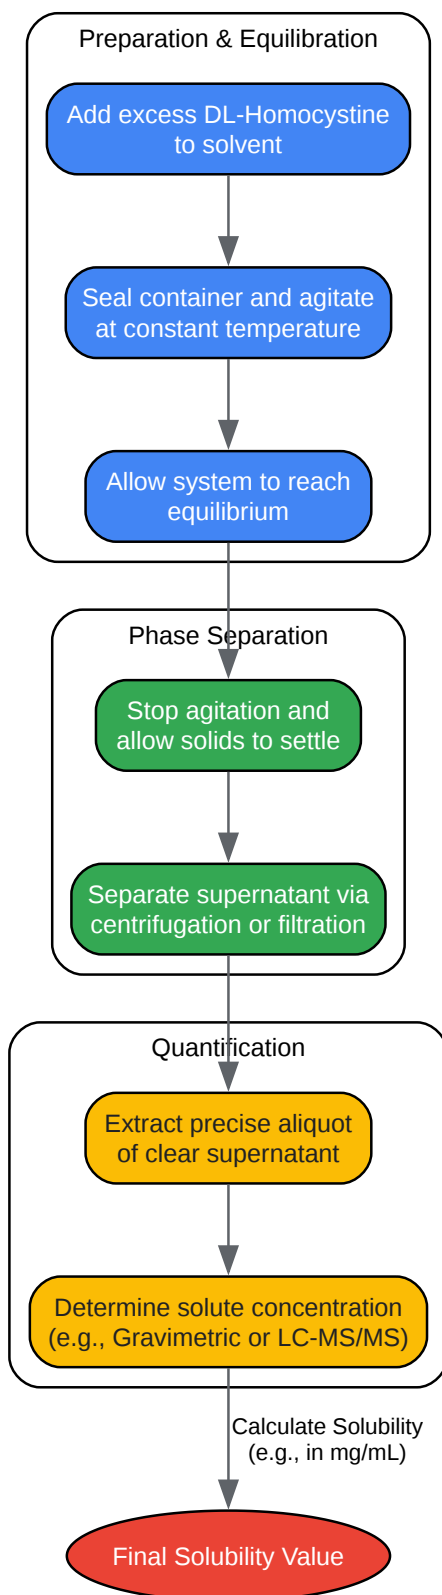 Preparation & Equilibration
Add excess DL-Homocystine
to solvent
Seal container and agitate
at constant temperature
Allow system to reach
equilibrium
Phase Separation
Stop agitation and
allow solids to settle
Separate supernatant via
centrifugation or filtration
Quantification
Extract precise aliquot
of clear supernatant
Determine solute concentration
(e.g., Gravimetric or LC-MS/MS)
Calculate Solubility
(e.g., in mg/mL)
Final Solubility Value